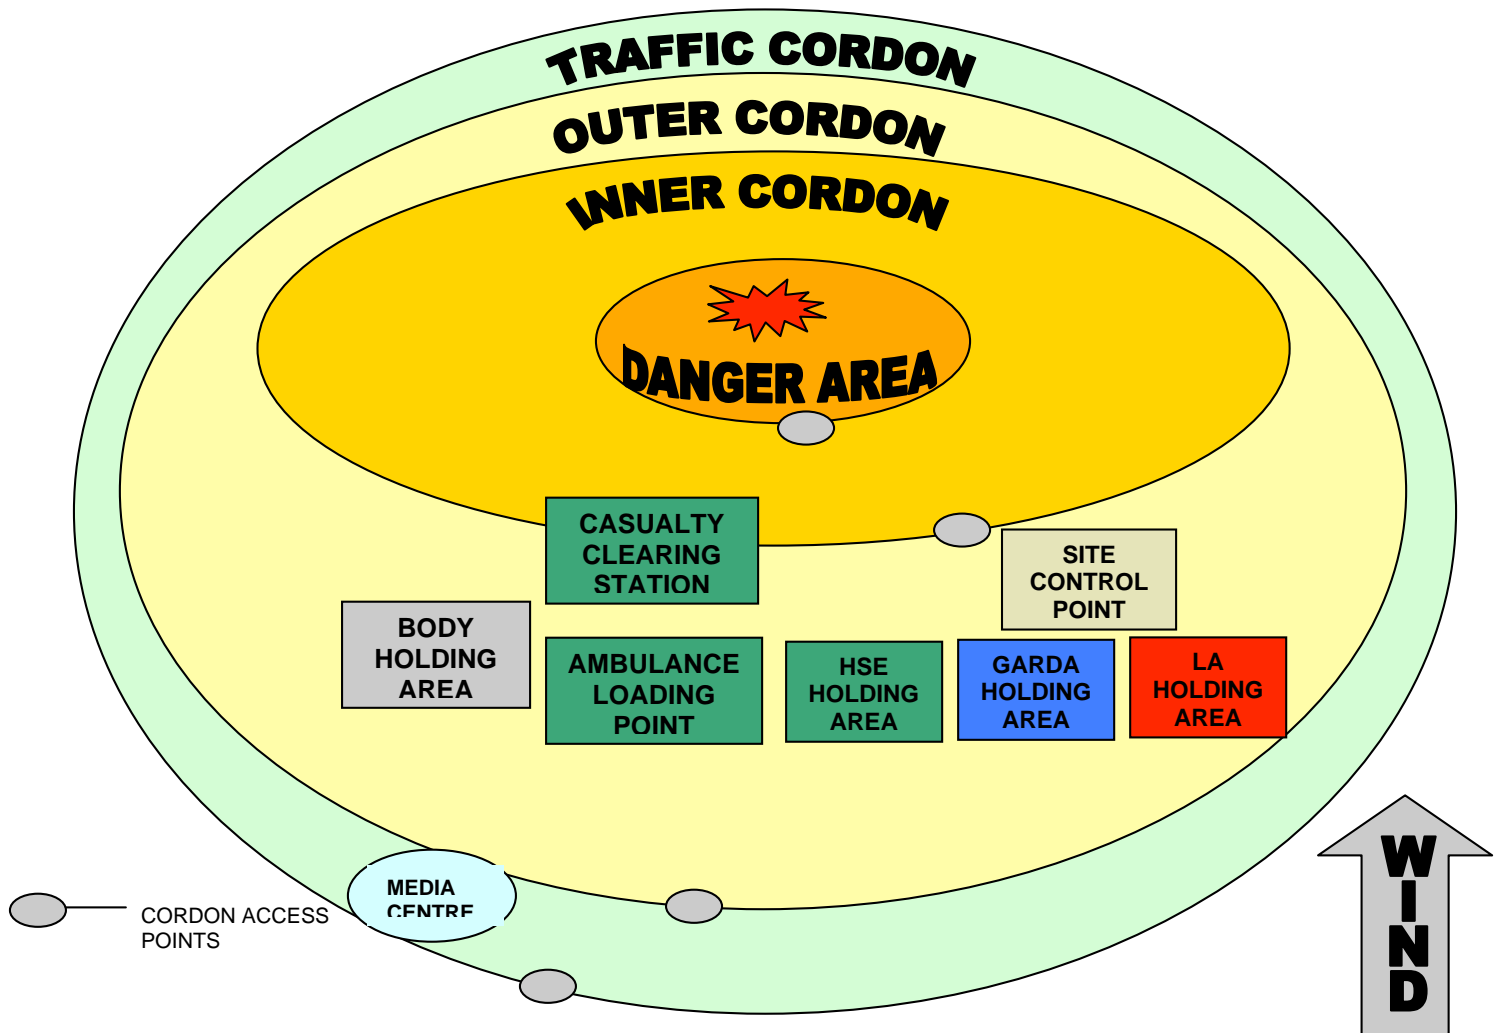 TRAFFIC CORDON
OUTER CORDON
INNER CORDON
DANGER AREA
CASUALTY
CLEARING
STATION
SITE
CONTROL
POINT
BODY
HOLDING
AREA
AMBULANCE
LOADING
POINT
HSE
HOLDING
AREA
GARDA
HOLDING
AREA
LA
HOLDING
AREA
MEDIA
CENTRE
CORDON ACCESS
POINTS
WIND